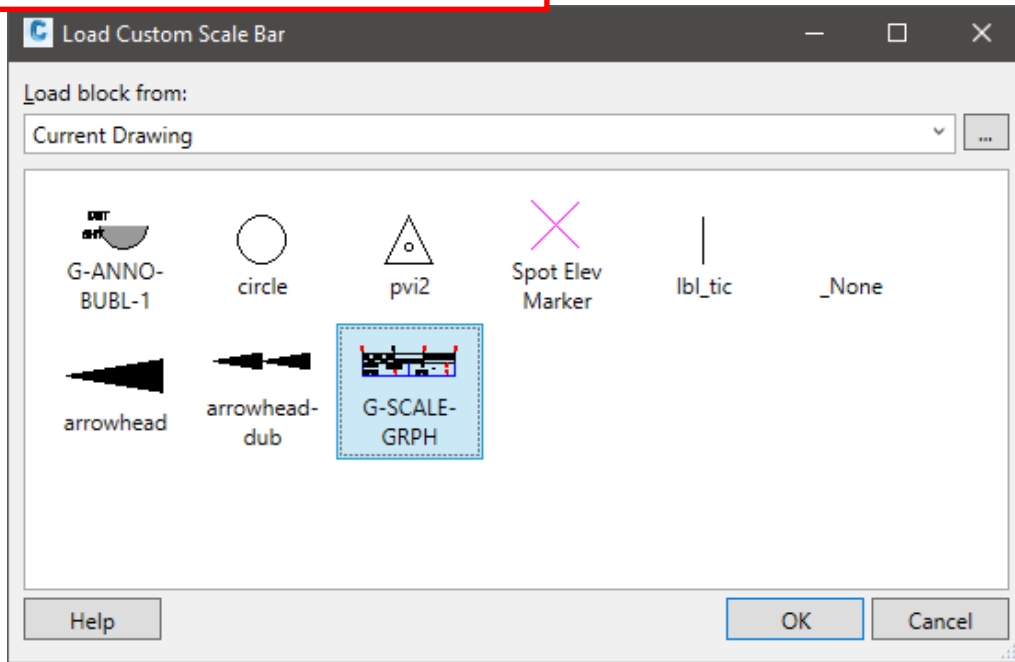 Load Custom Scale Bar
Load block from:
Current Drawing
...
G-ANNO-
BUBL-1
circle
pvi2
Spot Elev
Marker
lbl_tic
_None
arrowhead
arrowhead-
dub
G-SCALE-
GRPH
Help
OK
Cancel